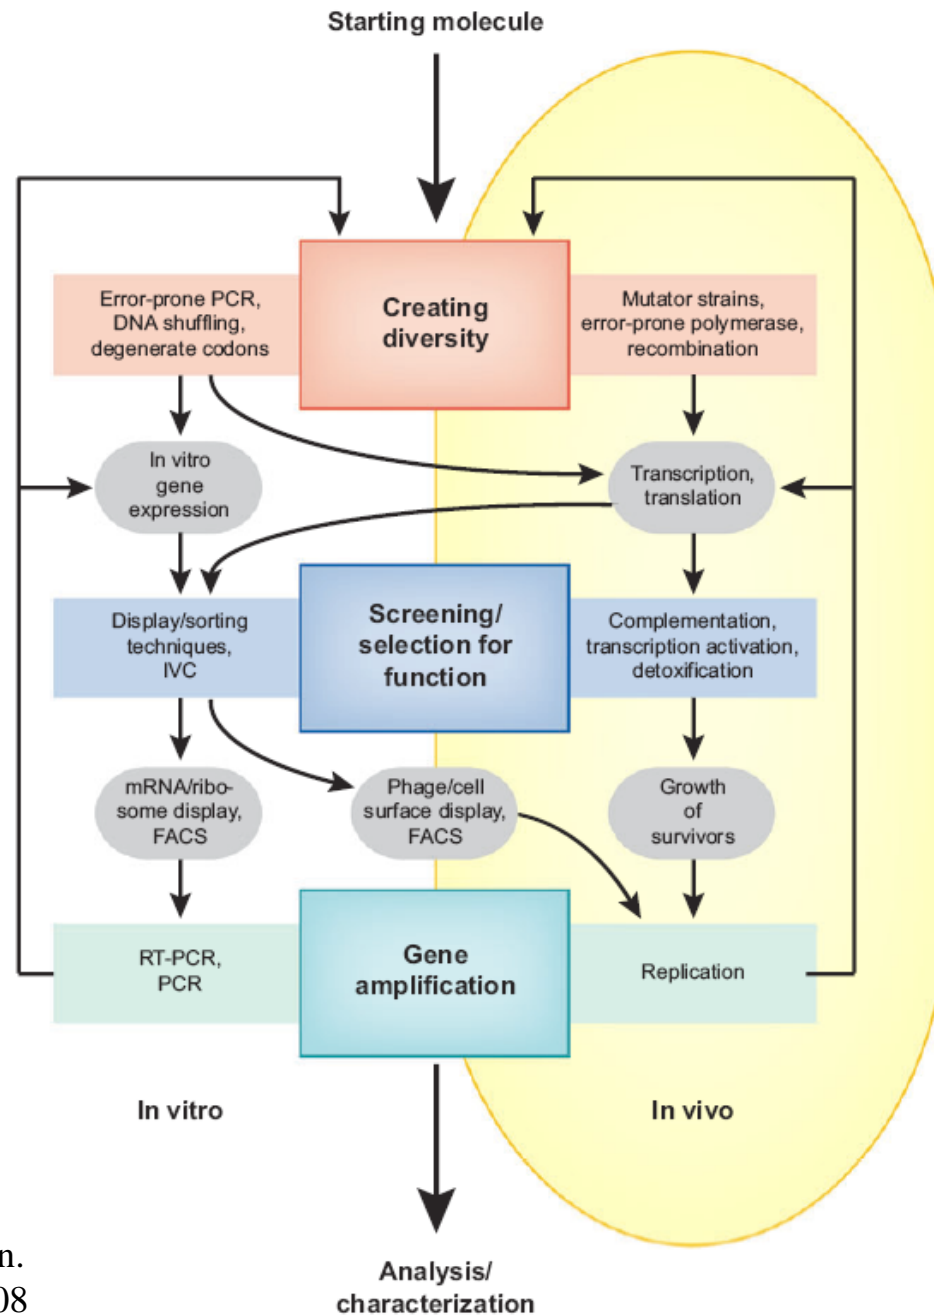 Starting molecule
Error-prone PCR,
DNA shuffling,
degenerate codons
Creating
diversity
Mutator strains,
error-prone polymerase,
recombination
In vitro
gene
expression
Transcription,
translation
Display/sorting
techniques,
IVC
Screening/
selection for
function
Complementation,
transcription activation,
detoxification
mRNA/ribo-
some display,
FACS
Phage/cell
surface display,
FACS
Growth
of
survivors
RT-PCR,
PCR
Gene
amplification
Replication
In vitro
In vivo
n.
08
Analysis/
characterization